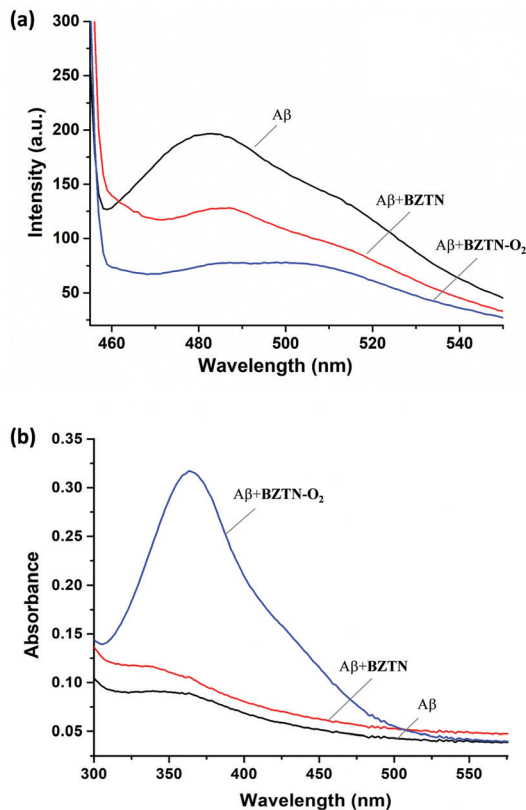 (a)
300
250
200
150
100
50
Intensity (a.u.)
Aβ
Aβ+BZTN
Aβ+BZTN-O₂
460 480 500 520 540
Wavelength (nm)
(b)
0.35
0.30
0.25
0.20
0.15
0.10
0.05
Absorbance
Aβ+BZTN-O₂
Aβ+BZTN
Aβ
300 350 400 450 500 550
Wavelength (nm)